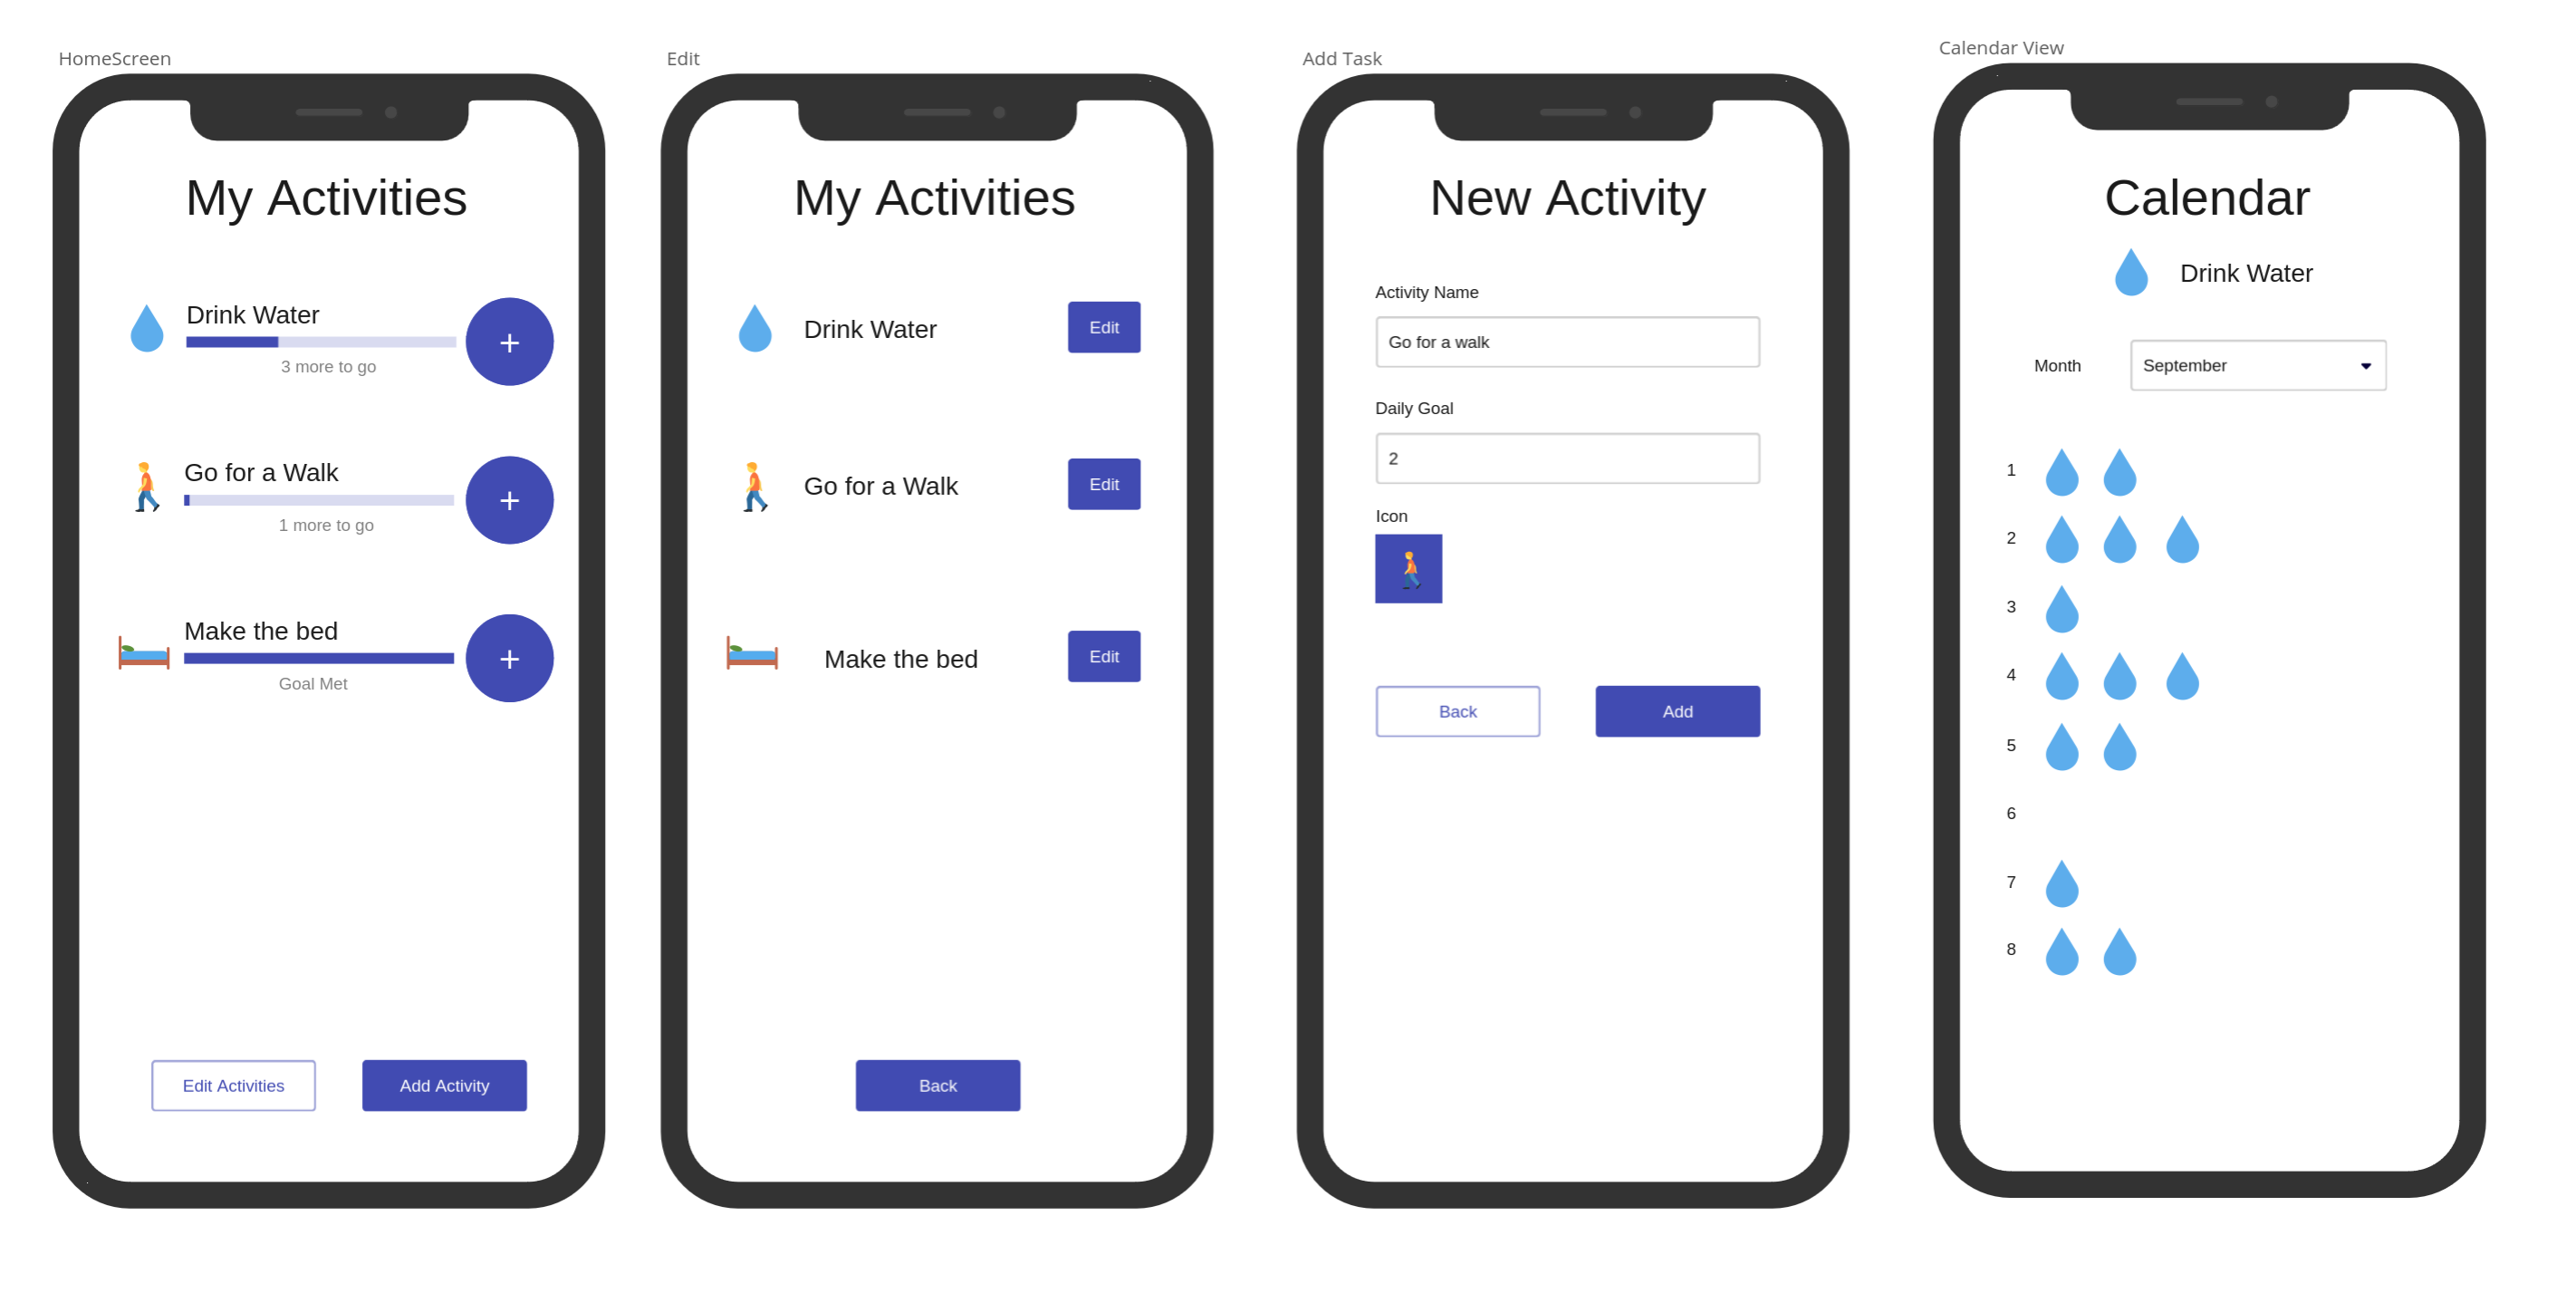 HomeScreen
My Activities
Drink Water
3 more to go
+
Go for a Walk
1 more to go
+
Make the bed
Goal Met
+
Edit Activities
Add Activity
Edit
My Activities
Drink Water
Edit
Go for a Walk
Edit
Make the bed
Edit
Back
Add Task
New Activity
Activity Name
Go for a walk
Daily Goal
2
Icon
Back
Add
Calendar View
Calendar
Drink Water
Month
September
1
2
3
4
5
6
7
8